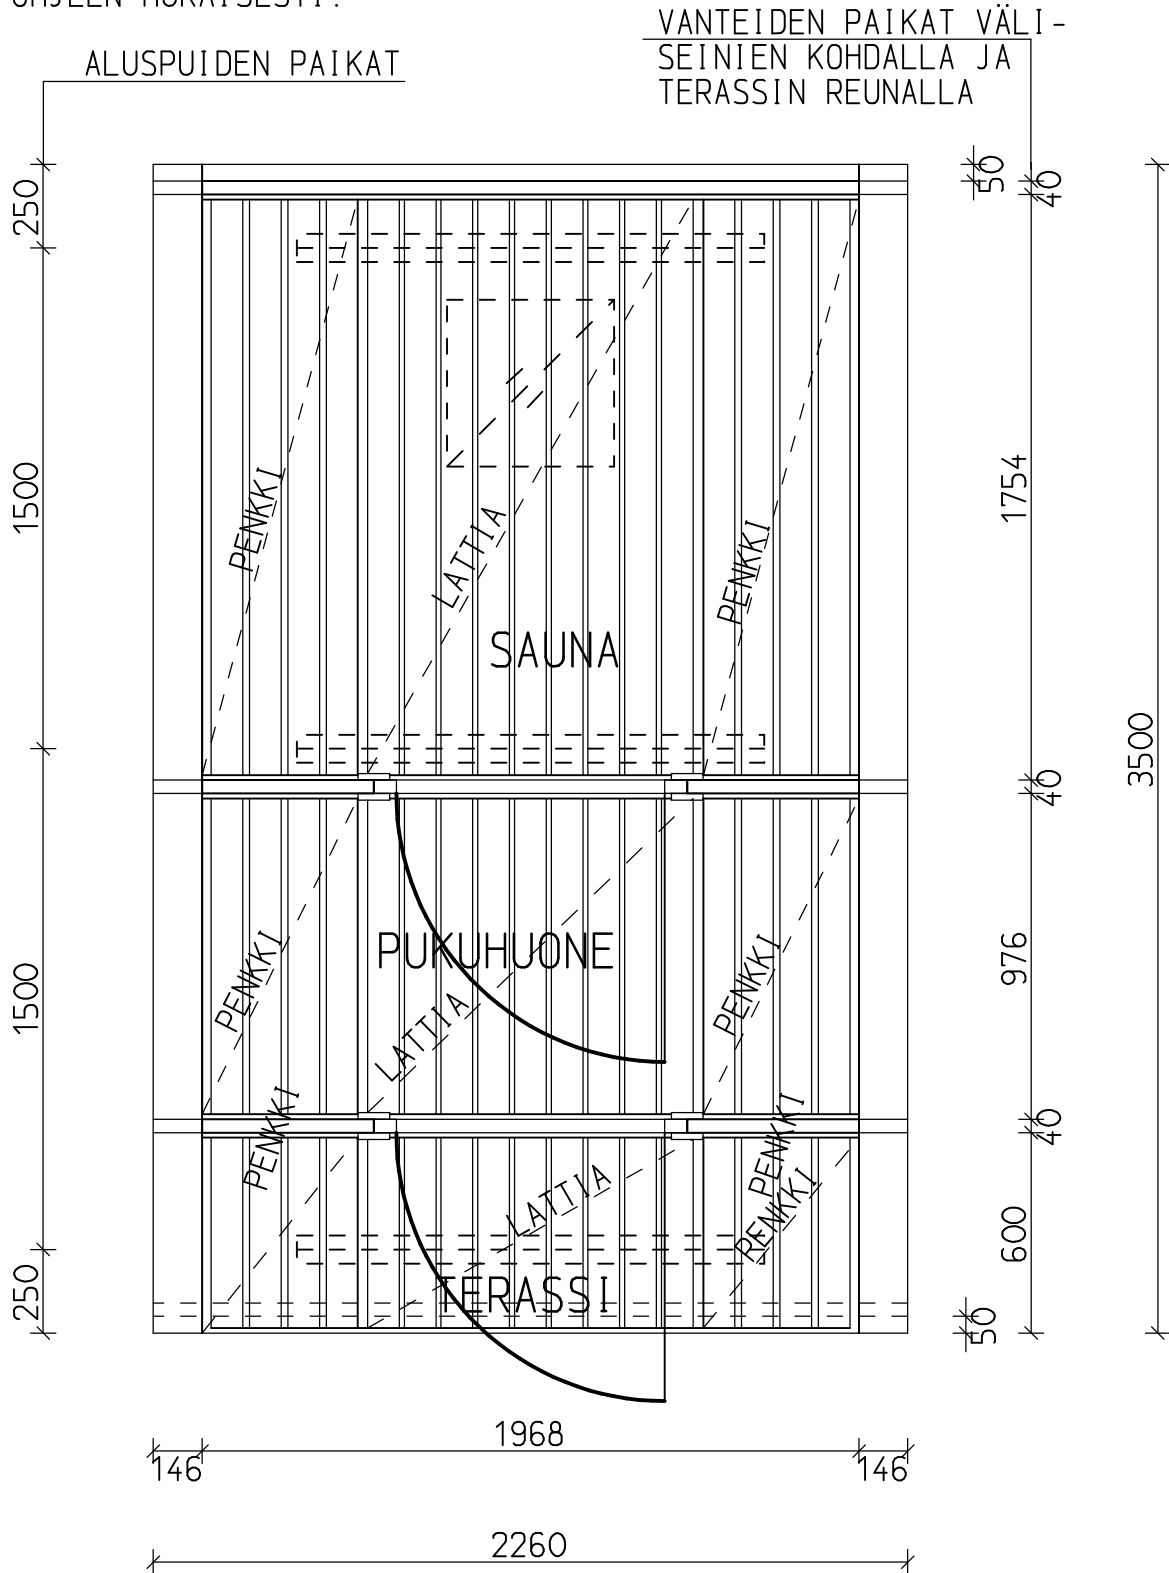 OHJEEN MUKAISESTI.
VANTEIDEN PAIKAT VÄLI-
SEINIEN KOHDALLA JA
TERASSIN REUNALLA
ALUSPUIDEN PAIKAT
50
40
250
1500
1754
PENKKI
LATTIA
PENKKI
SAUNA
3500
40
1500
976
PUKUHUONE
PENKKI
LATTIA
PENKKI
PENKKI
PENKKI
40
LATTIA
PENKKI
600
250
TERASSI
50
1968
146
146
2260